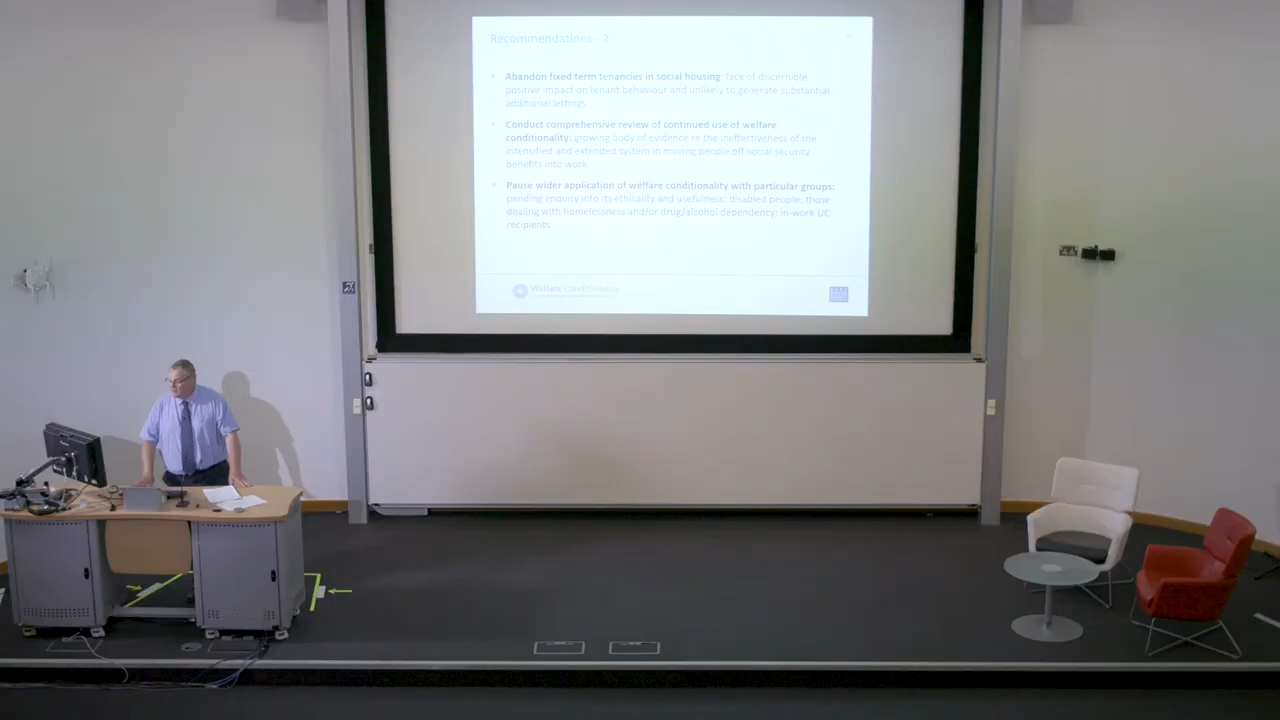 Recommendations - 2
Abandon fixed term tenancies in social housing: lack of discernible
positive impact on tenant behaviour and unlikely to generate substantial
additional lettings
Conduct comprehensive review of continued use of welfare
conditionality: growing body of evidence re the ineffectiveness of the
intensified and extended system in moving people off social security
benefits into work
Pause wider application of welfare conditionality with particular groups:
pending enquiry into its ethicality and usefulness: disabled people; those
dealing with homelessness and/or drug/alcohol dependency; in-work UC
recipients
Welfare Conditionality